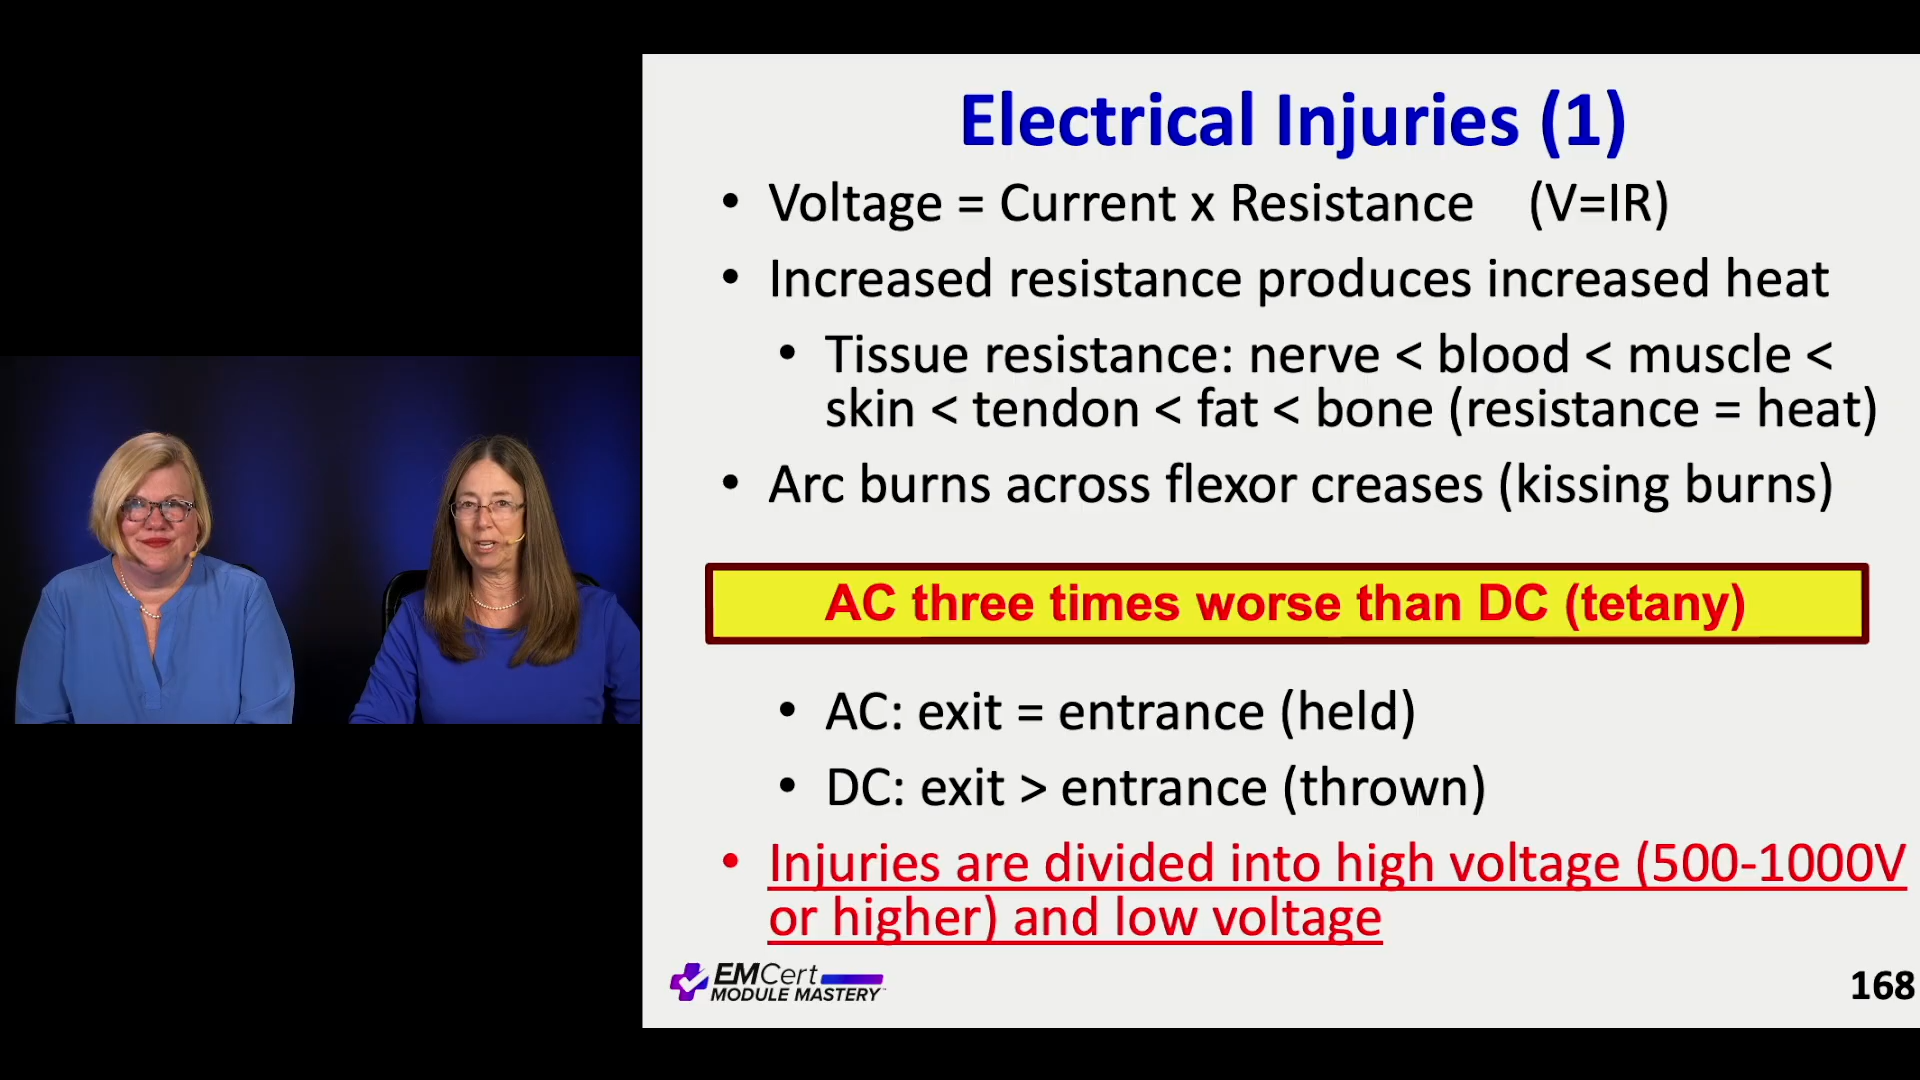 Electrical Injuries (1)
• Voltage = Current x Resistance (V=IR)
• Increased resistance produces increased heat
• Tissue resistance: nerve < blood < muscle <
skin < tendon < fat < bone (resistance = heat)
• Arc burns across flexor creases (kissing burns)
AC three times worse than DC (tetany)
• AC: exit = entrance (held)
• DC: exit > entrance (thrown)
• Injuries are divided into high voltage (500-1000V
or higher) and low voltage
EMCert
MODULE MASTERY™
168